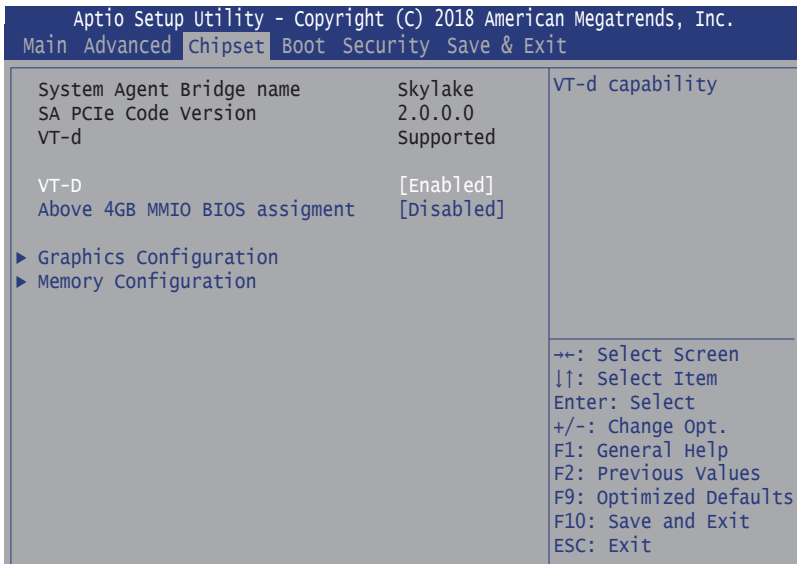 Aptio Setup Utility - Copyright (C) 2018 American Megatrends, Inc.
Main Advanced Chipset Boot Security Save & Exit
System Agent Bridge name Skylake
SA PCIe Code Version 2.0.0.0
VT-d Supported
VT-D [Enabled]
Above 4GB MMIO BIOS assigment [Disabled]
▶ Graphics Configuration
▶ Memory Configuration
VT-d capability
→←: Select Screen
↓↑: Select Item
Enter: Select
+/-: Change Opt.
F1: General Help
F2: Previous Values
F9: Optimized Defaults
F10: Save and Exit
ESC: Exit